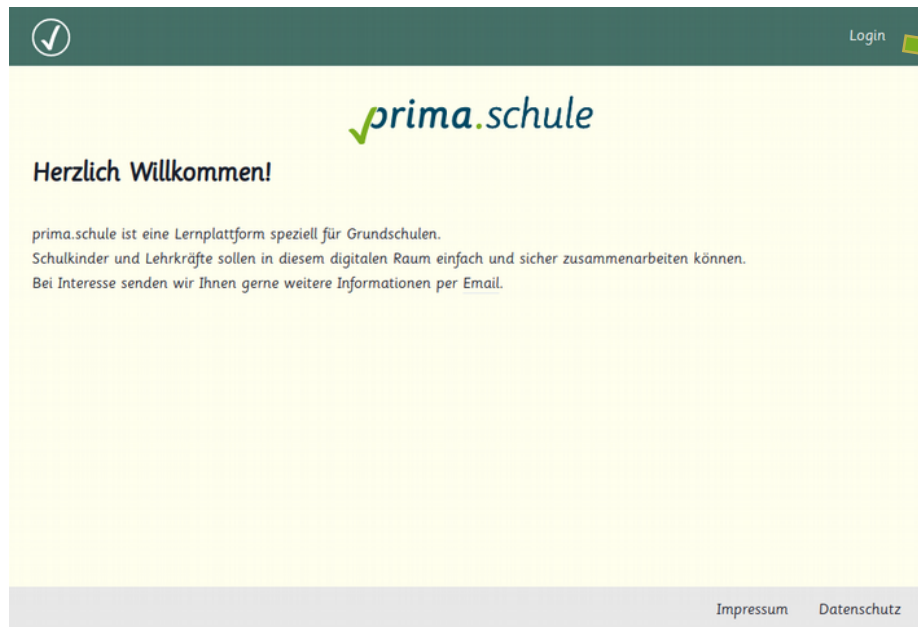 Login
prima.schule
Herzlich Willkommen!
prima.schule ist eine Lernplattform speziell für Grundschulen.
Schulkinder und Lehrkräfte sollen in diesem digitalen Raum einfach und sicher zusammenarbeiten können.
Bei Interesse senden wir Ihnen gerne weitere Informationen per Email.
Impressum Datenschutz